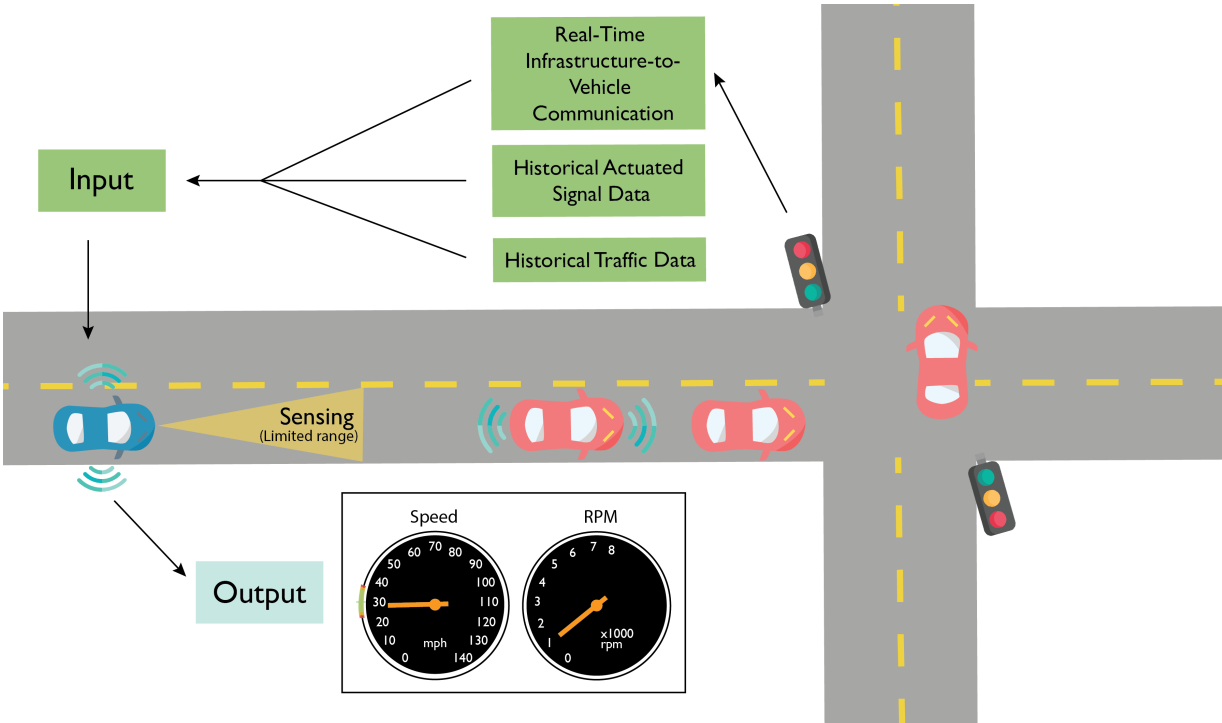 Real-Time
Infrastructure-to-
Vehicle
Communication
Input
Historical Actuated
Signal Data
Historical Traffic Data
Sensing
(Limited range)
Output
Speed
0
10
20
30
40
50
60
70
80
90
100
110
120
130
140
mph
RPM
0
1
2
3
4
5
6
7
8
x1000
rpm